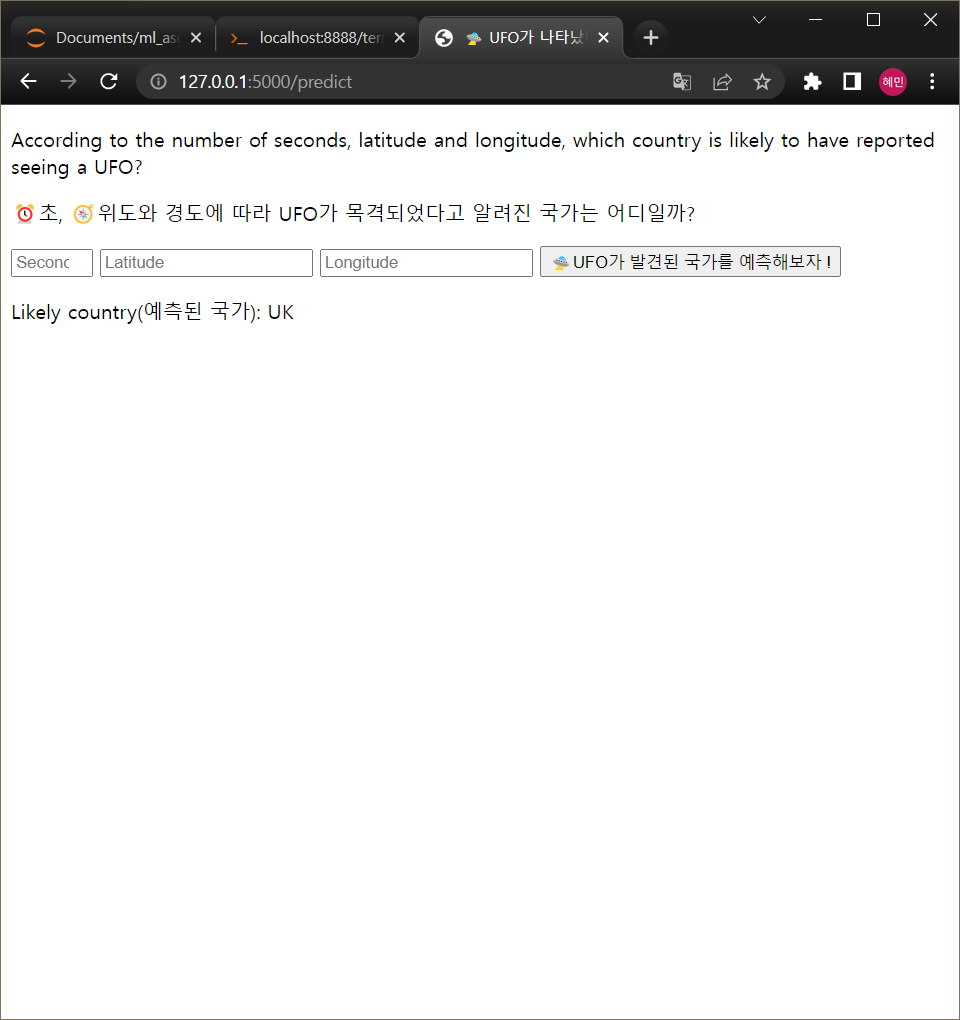 Documents/ml_as
localhost:8888/ter
🛸 UFO가 나타났
127.0.0.1:5000/predict
혜민
According to the number of seconds, latitude and longitude, which country is likely to have reported
seeing a UFO?
⏰초, 🧭위도와 경도에 따라 UFO가 목격되었다고 알려진 국가는 어디일까?
Second Latitude Longitude 🛸UFO가 발견된 국가를 예측해보자 !
Likely country(예측된 국가): UK